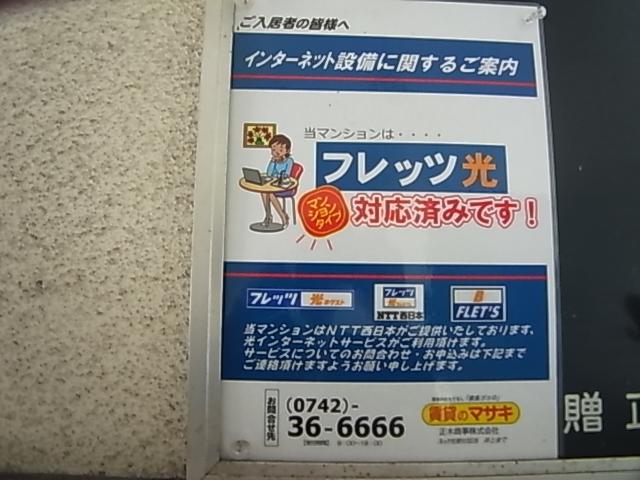 ご入居者の皆様へ
インターネット設備に関するご案内
当マンションは・・・・
フレッツ光
マンションタイプ
対応済みです!
フレッツ 光
フレッツ
光
NTT西日本
B
FLET'S
当マンションはNTT西日本がご提供いたしております、
光インターネットサービスがご利用頂けます。
サービスについてのお問合わせ・お申込みは下記まで
ご連絡頂けますようお願い申し上げます。
お問合せ先
(0742)-
36-6666
賃貸のマサキ
正木商事株式会社
贈 正